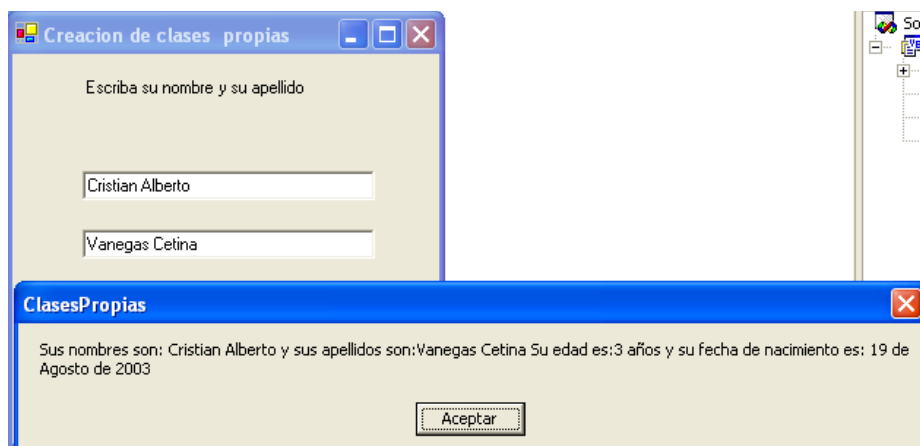 Creacion de clases propias
So
Escriba su nombre y su apellido
Cristian Alberto
Vanegas Cetina
ClasesPropias
Sus nombres son: Cristian Alberto y sus apellidos son:Vanegas Cetina Su edad es:3 años y su fecha de nacimiento es: 19 de
Agosto de 2003
Aceptar